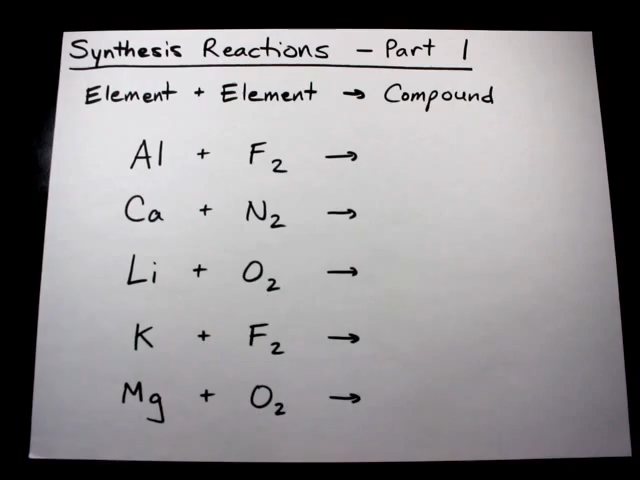 Synthesis Reactions - Part 1
Element + Element → Compound
Al + F₂ →
Ca + N₂ →
Li + O₂ →
K + F₂ →
Mg + O₂ →